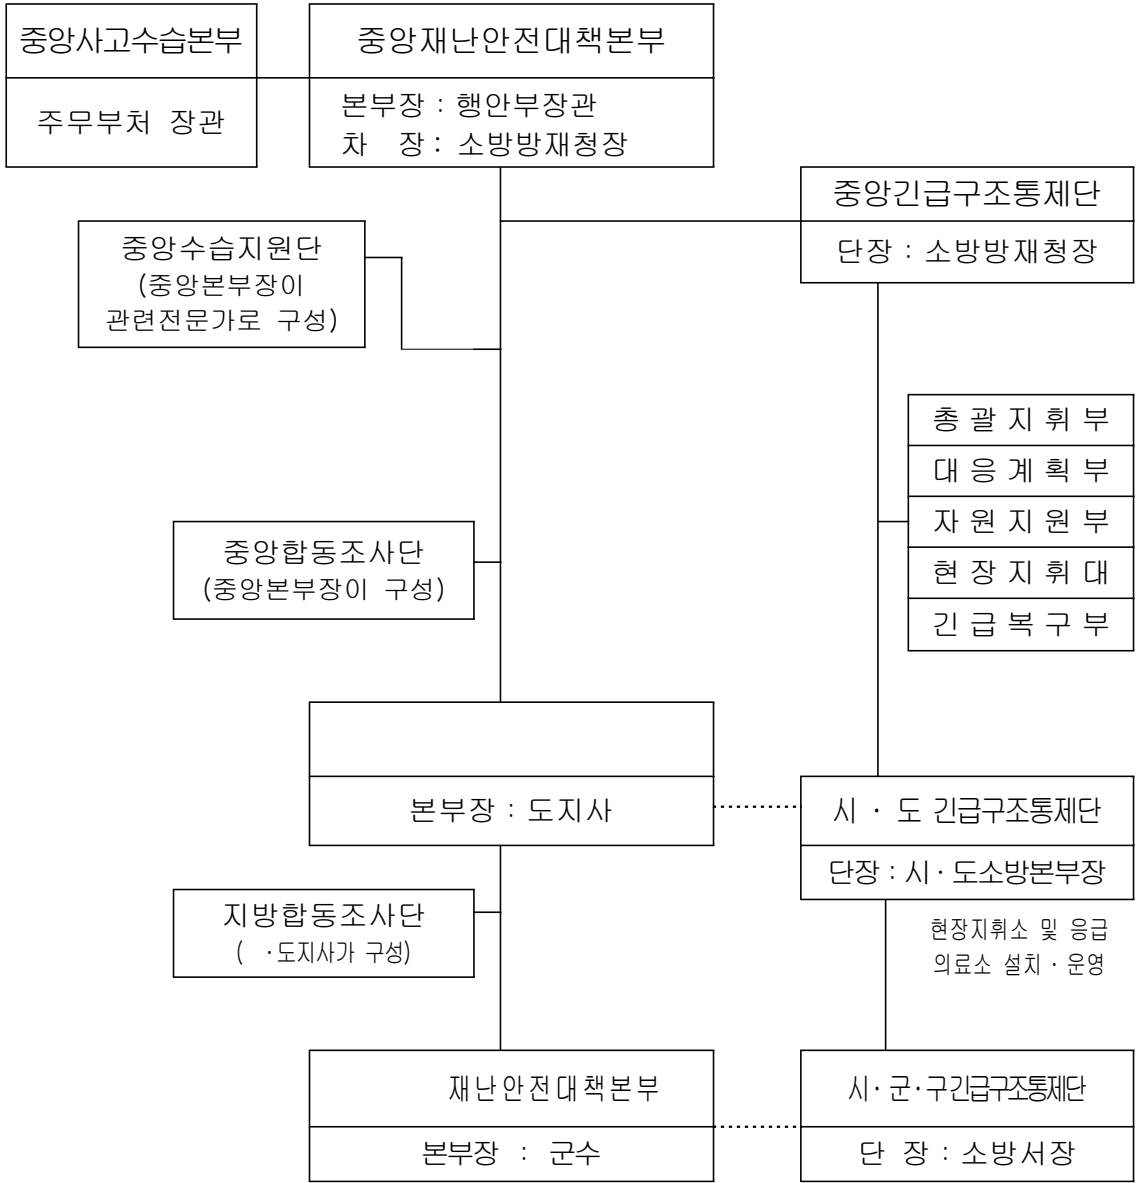 중앙사고수습본부
주무부처 장관
중앙재난안전대책본부
본부장 : 행안부장관
차 장 : 소방방재청장
중앙긴급구조통제단
단장 : 소방방재청장
중앙수습지원단
(중앙본부장이
관련전문가로 구성)
총 괄 지 휘 부
대 응 계 획 부
자 원 지 원 부
현 장 지 휘 대
긴 급 복 구 부
중앙합동조사단
(중앙본부장이 구성)
본부장 : 도지사
시 · 도 긴급구조통제단
단장 : 시 · 도소방본부장
지방합동조사단
( ·도지사가 구성)
현장지휘소 및 응급
의료소 설치 · 운영
재난안전대책본부
본부장 : 군수
시 · 군 · 구긴급구조통제단
단 장 : 소방서장